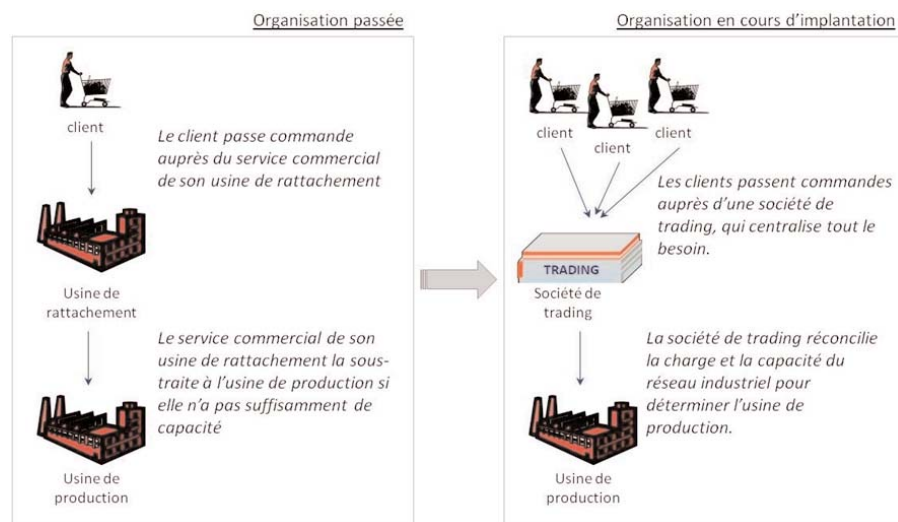 Organisation passée
client
Le client passe commande
auprès du service commercial
de son usine de rattachement
Usine de
rattachement
Le service commercial de son
usine de rattachement la sous-
traite à l'usine de production si
elle n'a pas suffisamment de
capacité
Usine de
production
Organisation en cours d'implantation
client
client
client
Les clients passent commandes
auprès d'une société de
trading, qui centralise tout le
besoin.
TRADING
Société de
trading
La société de trading réconcilie
la charge et la capacité du
réseau industriel pour
déterminer l'usine de
production.
Usine de
production